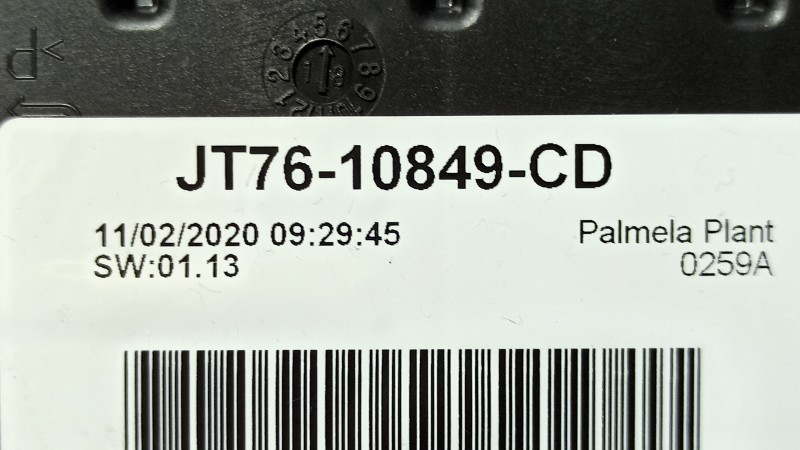 JT76-10849-CD
11/02/2020 09:29:45
Palmela Plant
SW:01.13
0259A